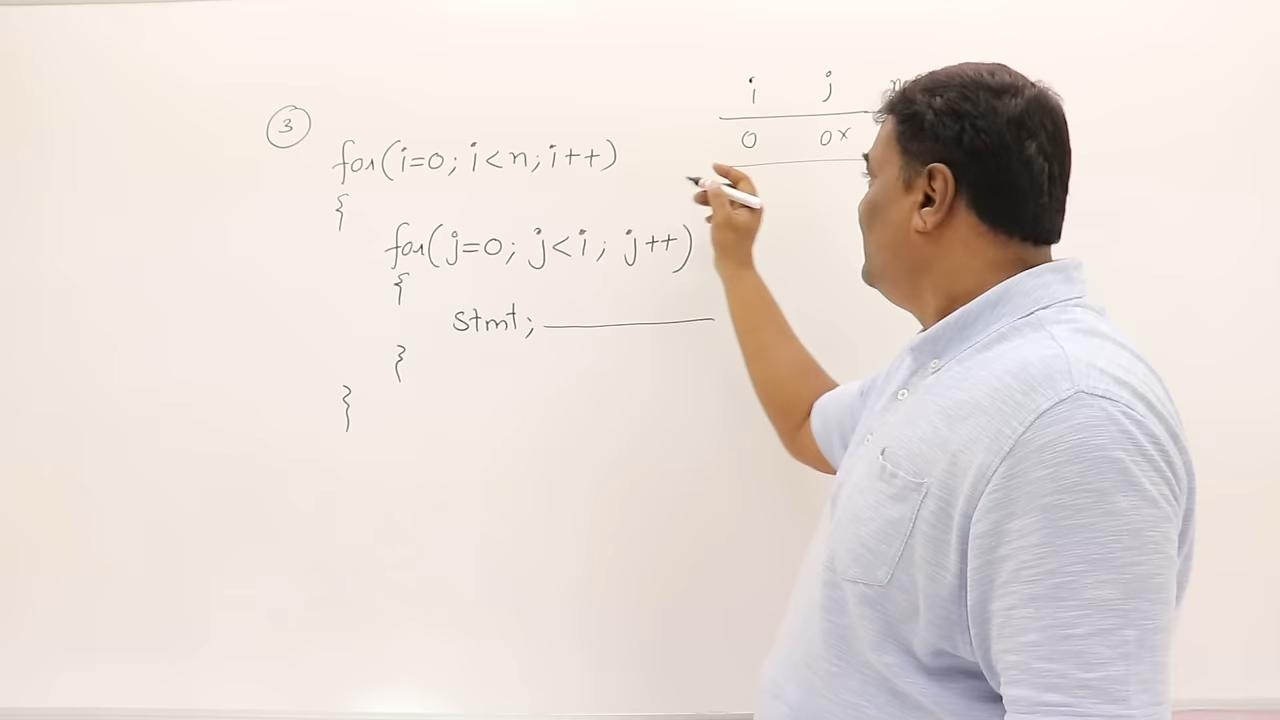 3
for(i=0; i<n; i++)
{
for(j=0; j<i; j++)
{
stmt;
}
}
i j
0 0x